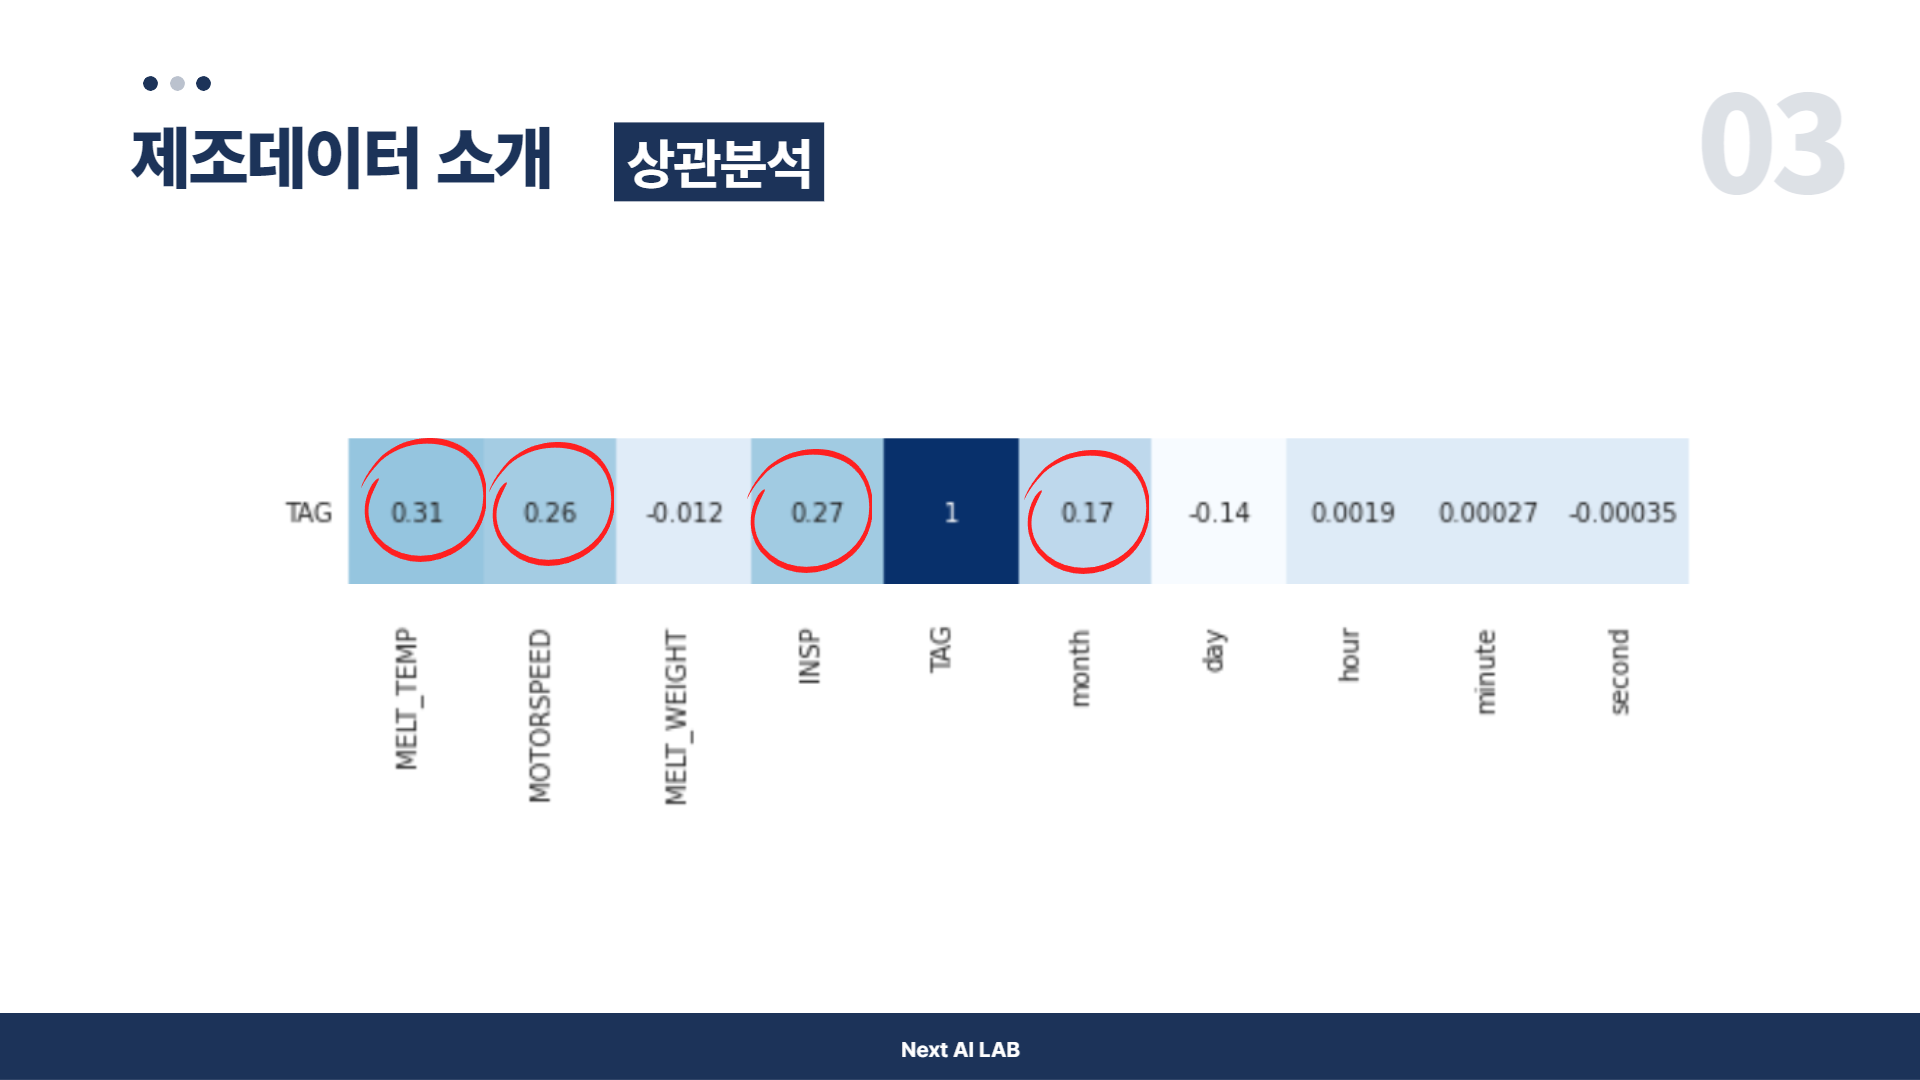 제조데이터 소개
상관분석
03
TAG 0.31 0.26 -0.012 0.27 1 0.17 -0.14 0.0019 0.00027 -0.00035
MELT_TEMP MOTORSPEED MELT_WEIGHT INSP TAG month day hour minute second
Next AI LAB